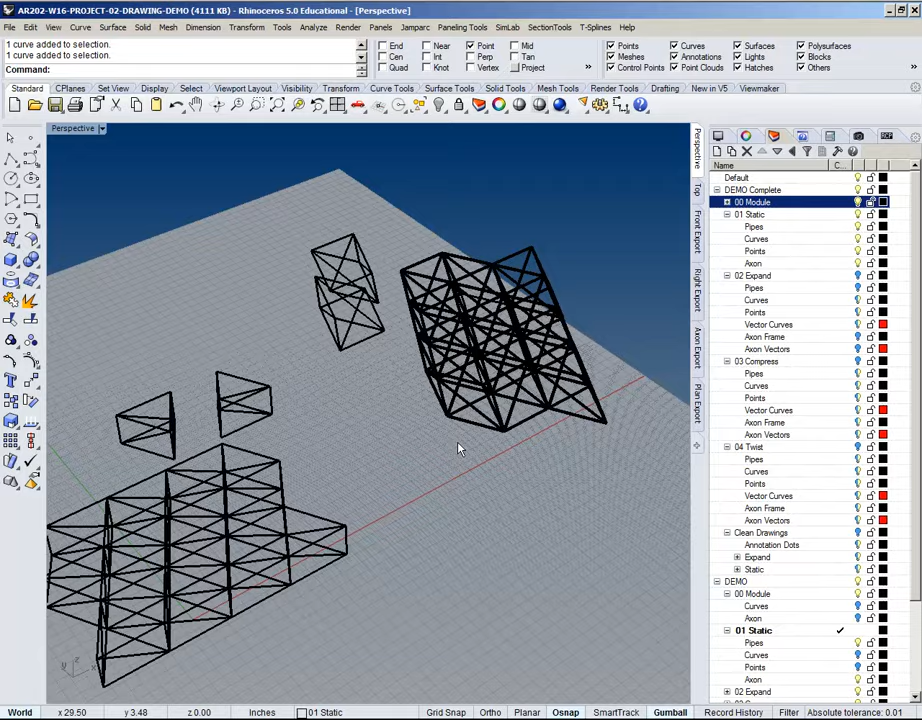 AR202-W16-PROJECT-02-DRAWING-DEMO (4111 KB) - Rhinoceros 5.0 Educational - [Perspective]
File Edit View Curve Surface Solid Mesh Dimension Transform Tools Analyze Render Panels Jamparc Paneling Tools SimLab SectionTools T-Splines Help
1 curve added to selection.
1 curve added to selection.
Command:
End Near Point Mid
Cen Int Perp Tan
Quad Knot Vertex Project »
Points Curves Surfaces Polysurfaces
Meshes Annotations Lights Blocks
Control Points Point Clouds Hatches Others
Standard CPlanes Set View Display Select Viewport Layout Visibility Transform Curve Tools Surface Tools Solid Tools Mesh Tools Render Tools Drafting New in V5 Viewmaker
Perspective
Perspective
Top
Front Export
Right Export
Axon Export
Plan Export
Name C...
Default
DEMO Complete
00 Module
01 Static
Pipes
Curves
Points
Axon
02 Expand
Pipes
Curves
Points
Vector Curves
Axon Frame
Axon Vectors
03 Compress
Pipes
Curves
Points
Vector Curves
Axon Frame
Axon Vectors
04 Twist
Pipes
Curves
Points
Vector Curves
Axon Frame
Axon Vectors
Clean Drawings
Annotation Dots
Expand
Static
DEMO
00 Module
Curves
Axon
01 Static
Pipes
Curves
Points
Axon
02 Expand
World x 29.50 y 3.48 z 0.00 Inches 01 Static Grid Snap Ortho Planar Osnap SmartTrack Gumball Record History Filter Absolute tolerance: 0.01